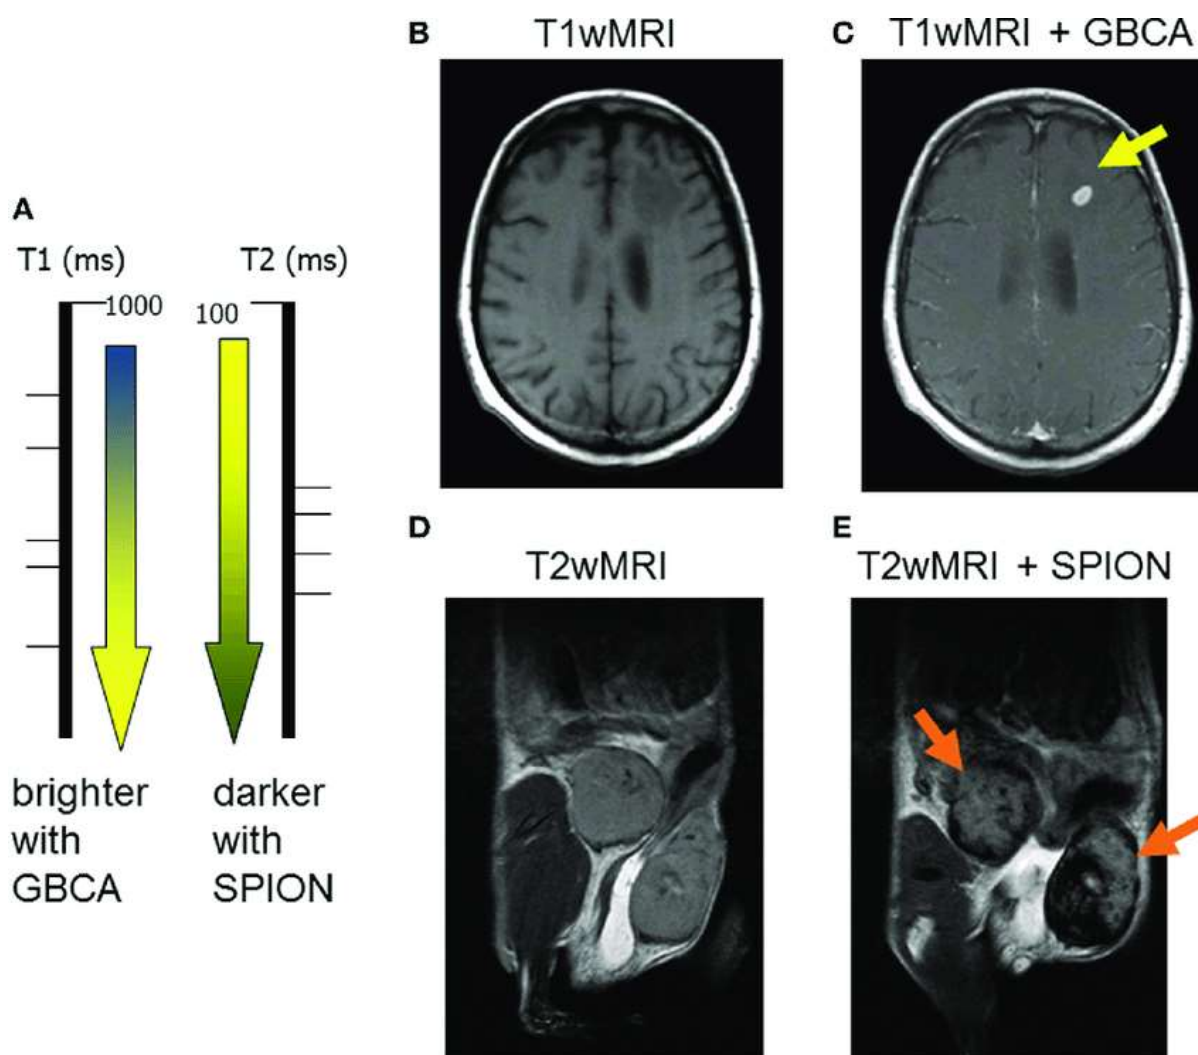 A
T1 (ms)
T2 (ms)
1000
100
brighter
with
GBCA
darker
with
SPION
B
T1wMRI
C
T1wMRI + GBCA
D
T2wMRI
E
T2wMRI + SPION